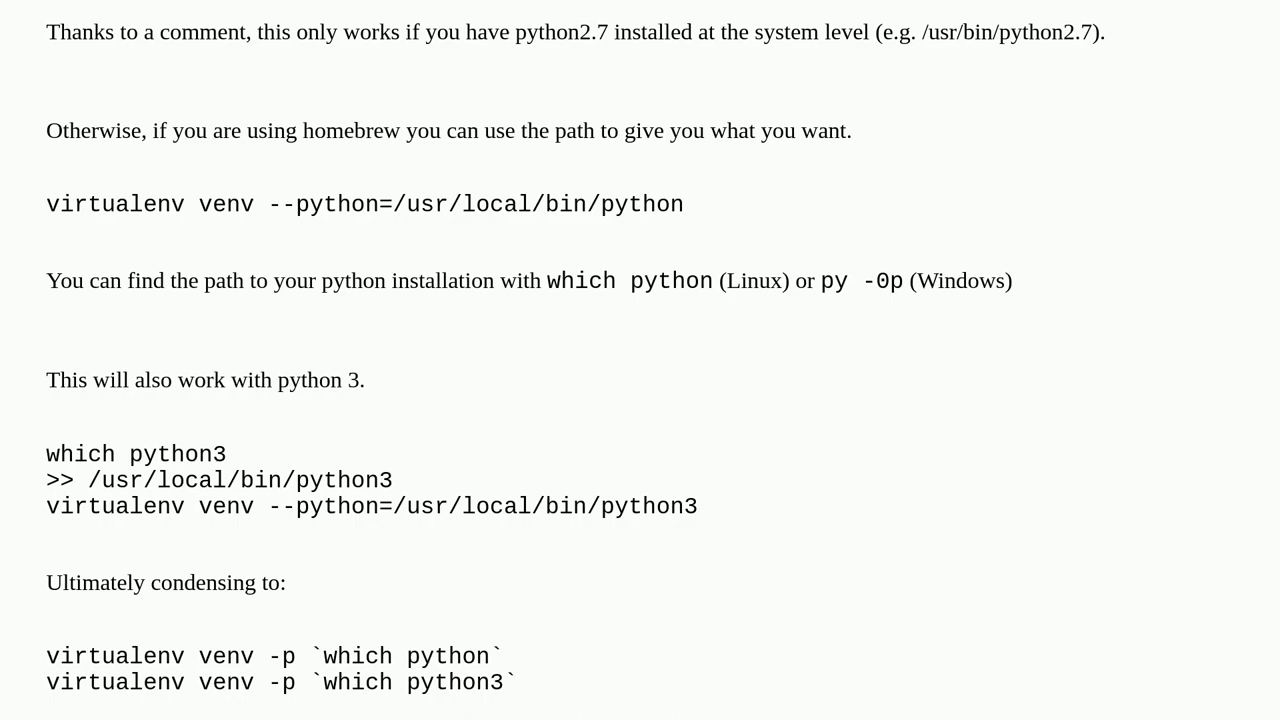 Thanks to a comment, this only works if you have python2.7 installed at the system level (e.g. /usr/bin/python2.7).
Otherwise, if you are using homebrew you can use the path to give you what you want.
virtualenv venv --python=/usr/local/bin/python
You can find the path to your python installation with which python (Linux) or py -0p (Windows)
This will also work with python 3.
which python3
>> /usr/local/bin/python3
virtualenv venv --python=/usr/local/bin/python3
Ultimately condensing to:
virtualenv venv -p `which python`
virtualenv venv -p `which python3`